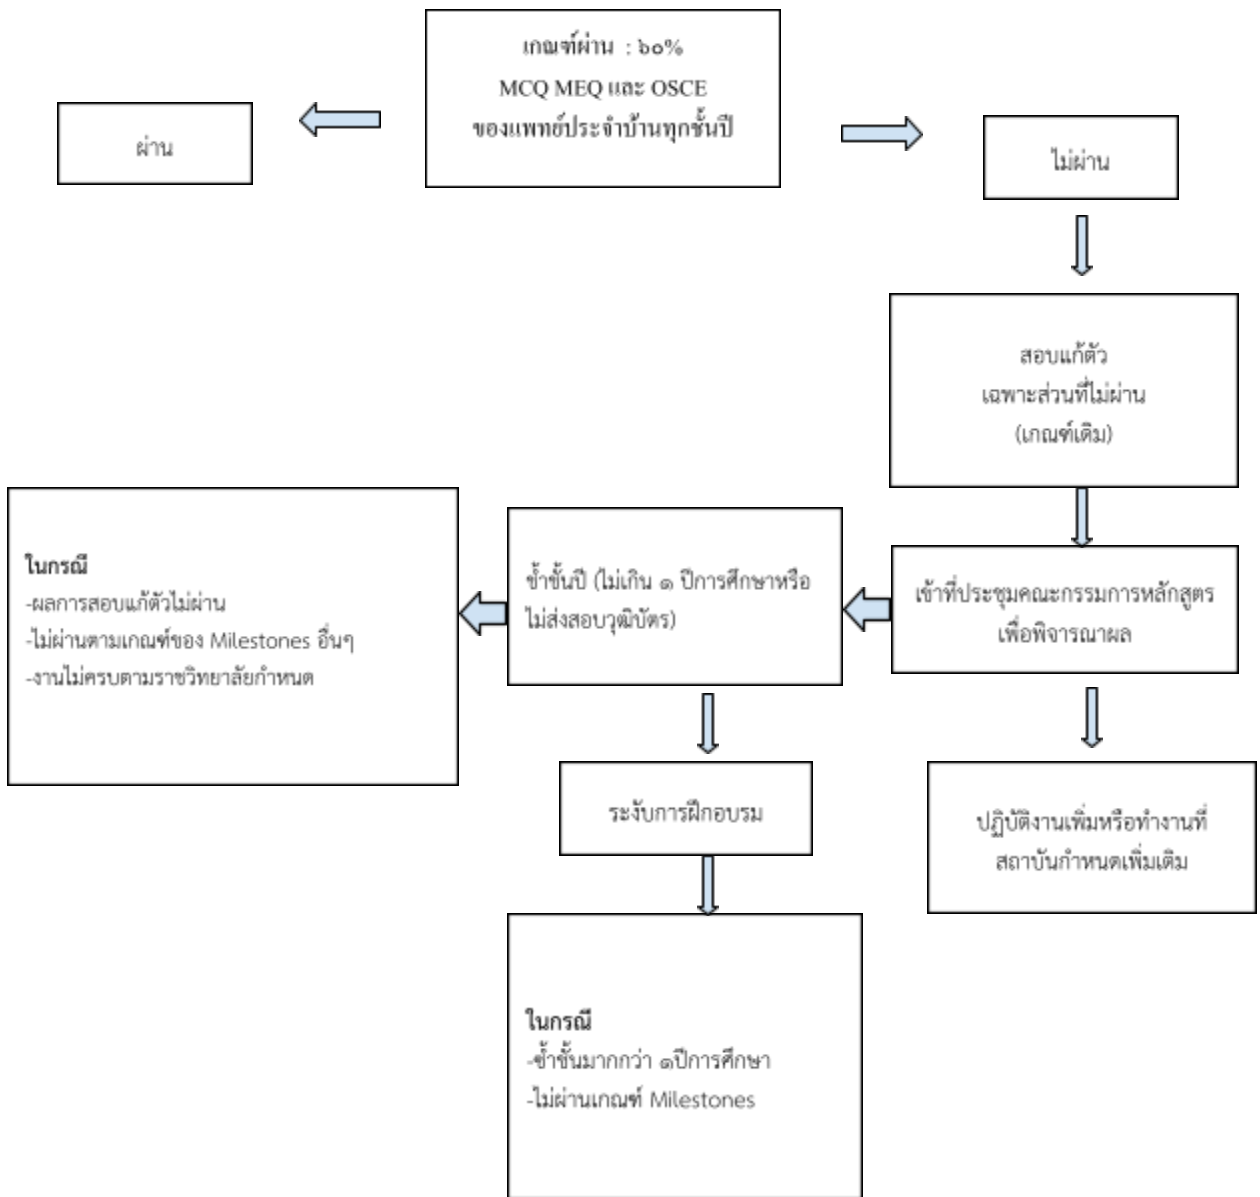 เกณฑ์ผ่าน : ๖๐%
MCQ MEQ และ OSCE
ของแพทย์ประจำบ้านทุกชั้นปี
ผ่าน
ไม่ผ่าน
สอบแก้ตัว
เฉพาะส่วนที่ไม่ผ่าน
(เกณฑ์เดิม)
เข้าที่ประชุมคณะกรรมการหลักสูตร
เพื่อพิจารณาผล
ซ้ำชั้นปี (ไม่เกิน ๑ ปีการศึกษาหรือ
ไม่ส่งสอบวุฒิบัตร)
ในกรณี
-ผลการสอบแก้ตัวไม่ผ่าน
-ไม่ผ่านตามเกณฑ์ของ Milestones อื่นๆ
-งานไม่ครบตามราชวิทยาลัยกำหนด
ระงับการฝึกอบรม
ปฏิบัติงานเพิ่มหรือทำงานที่
สถาบันกำหนดเพิ่มเติม
ในกรณี
-ซ้ำชั้นมากกว่า ๑ปีการศึกษา
-ไม่ผ่านเกณฑ์ Milestones